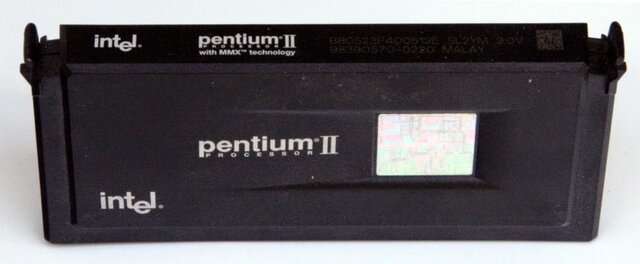 intel.
pentium® II
PROCESSOR
with MMX™ technology
B80523P400512E SL2YM 2.0V
98390570-0220 MALAY
pentium® II
PROCESSOR
intel.